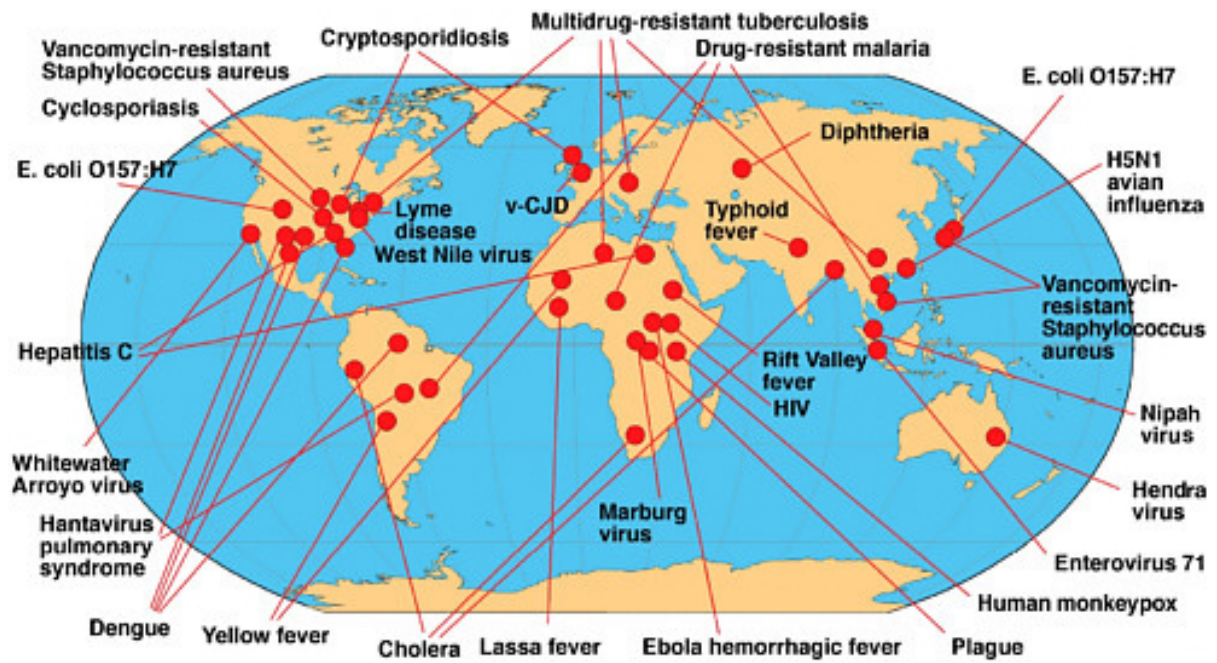 Multidrug-resistant tuberculosis
Cryptosporidiosis
Vancomycin-resistant
Staphylococcus aureus
Drug-resistant malaria
E. coli O157:H7
Cyclosporiasis
Diphtheria
E. coli O157:H7
H5N1
avian
influenza
v-CJD
Lyme
disease
Typhoid
fever
West Nile virus
Vancomycin-
resistant
Staphylococcus
aureus
Hepatitis C
Rift Valley
fever
HIV
Nipah
virus
Whitewater
Arroyo virus
Hendra
virus
Hantavirus
pulmonary
syndrome
Marburg
virus
Enterovirus 71
Human monkeypox
Dengue
Yellow fever
Cholera
Lassa fever
Ebola hemorrhagic fever
Plague